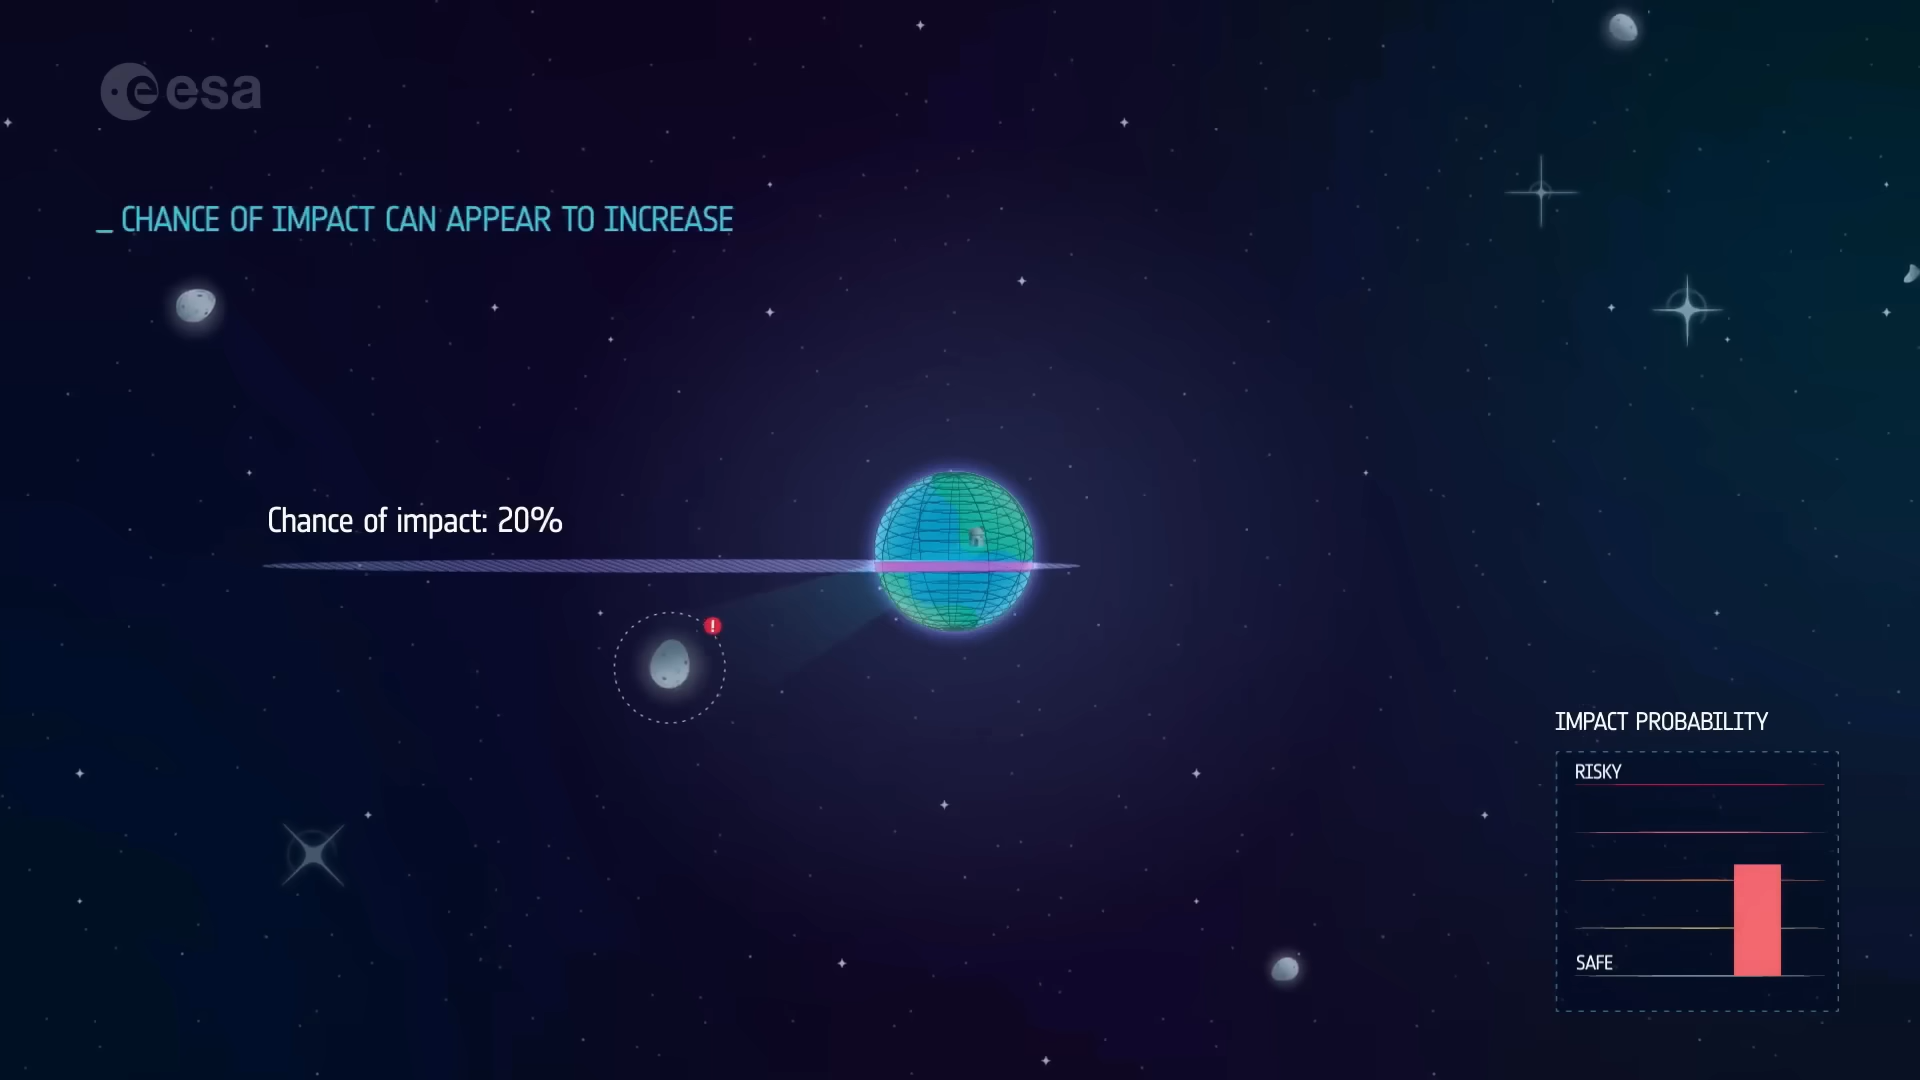 esa
_ CHANCE OF IMPACT CAN APPEAR TO INCREASE
Chance of impact: 20%
!
IMPACT PROBABILITY
RISKY
SAFE